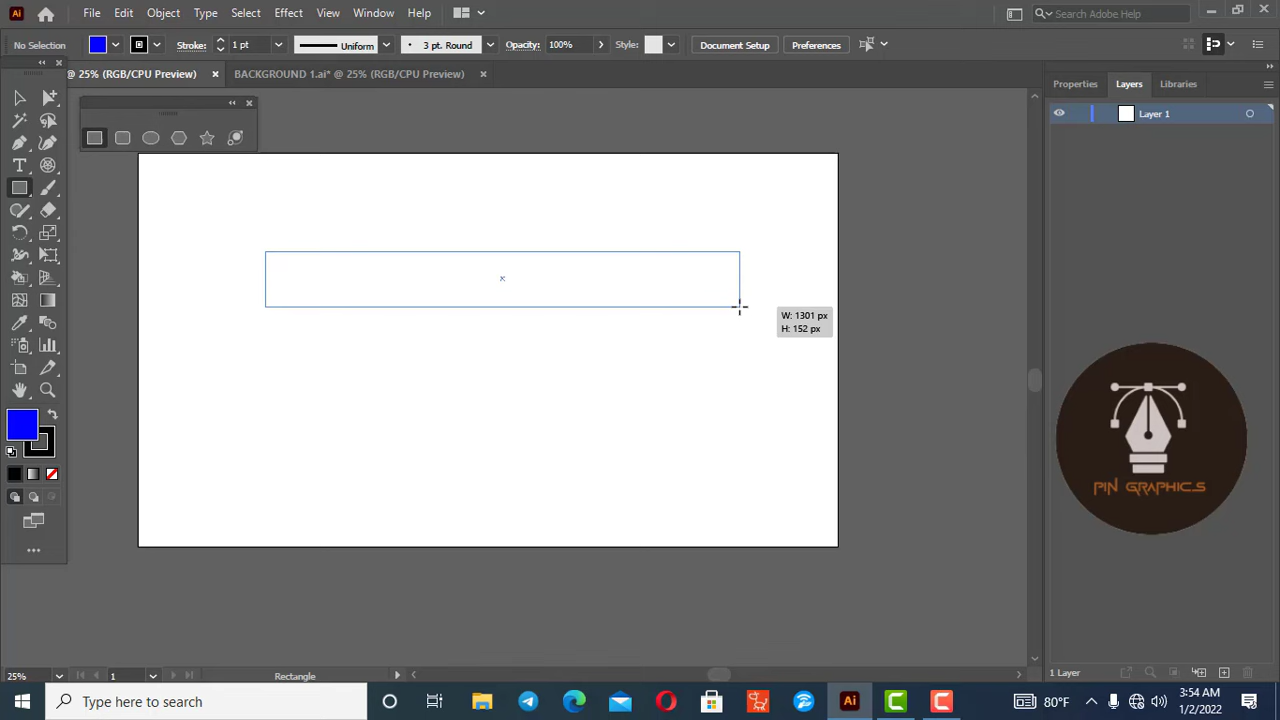 Ai File Edit Object Type Select Effect View Window Help Search Adobe Help
No Selection Stroke: 1 pt Uniform 3 pt. Round Opacity: 100% Style: Document Setup Preferences
@ 25% (RGB/CPU Preview) × BACKGROUND 1.ai* @ 25% (RGB/CPU Preview) ×
Properties Layers Libraries
Layer 1
W: 1301 px
H: 152 px
PIN GRAPHICS
25% 1 Rectangle 1 Layer
Type here to search Ai 80°F 3:54 AM
1/2/2022